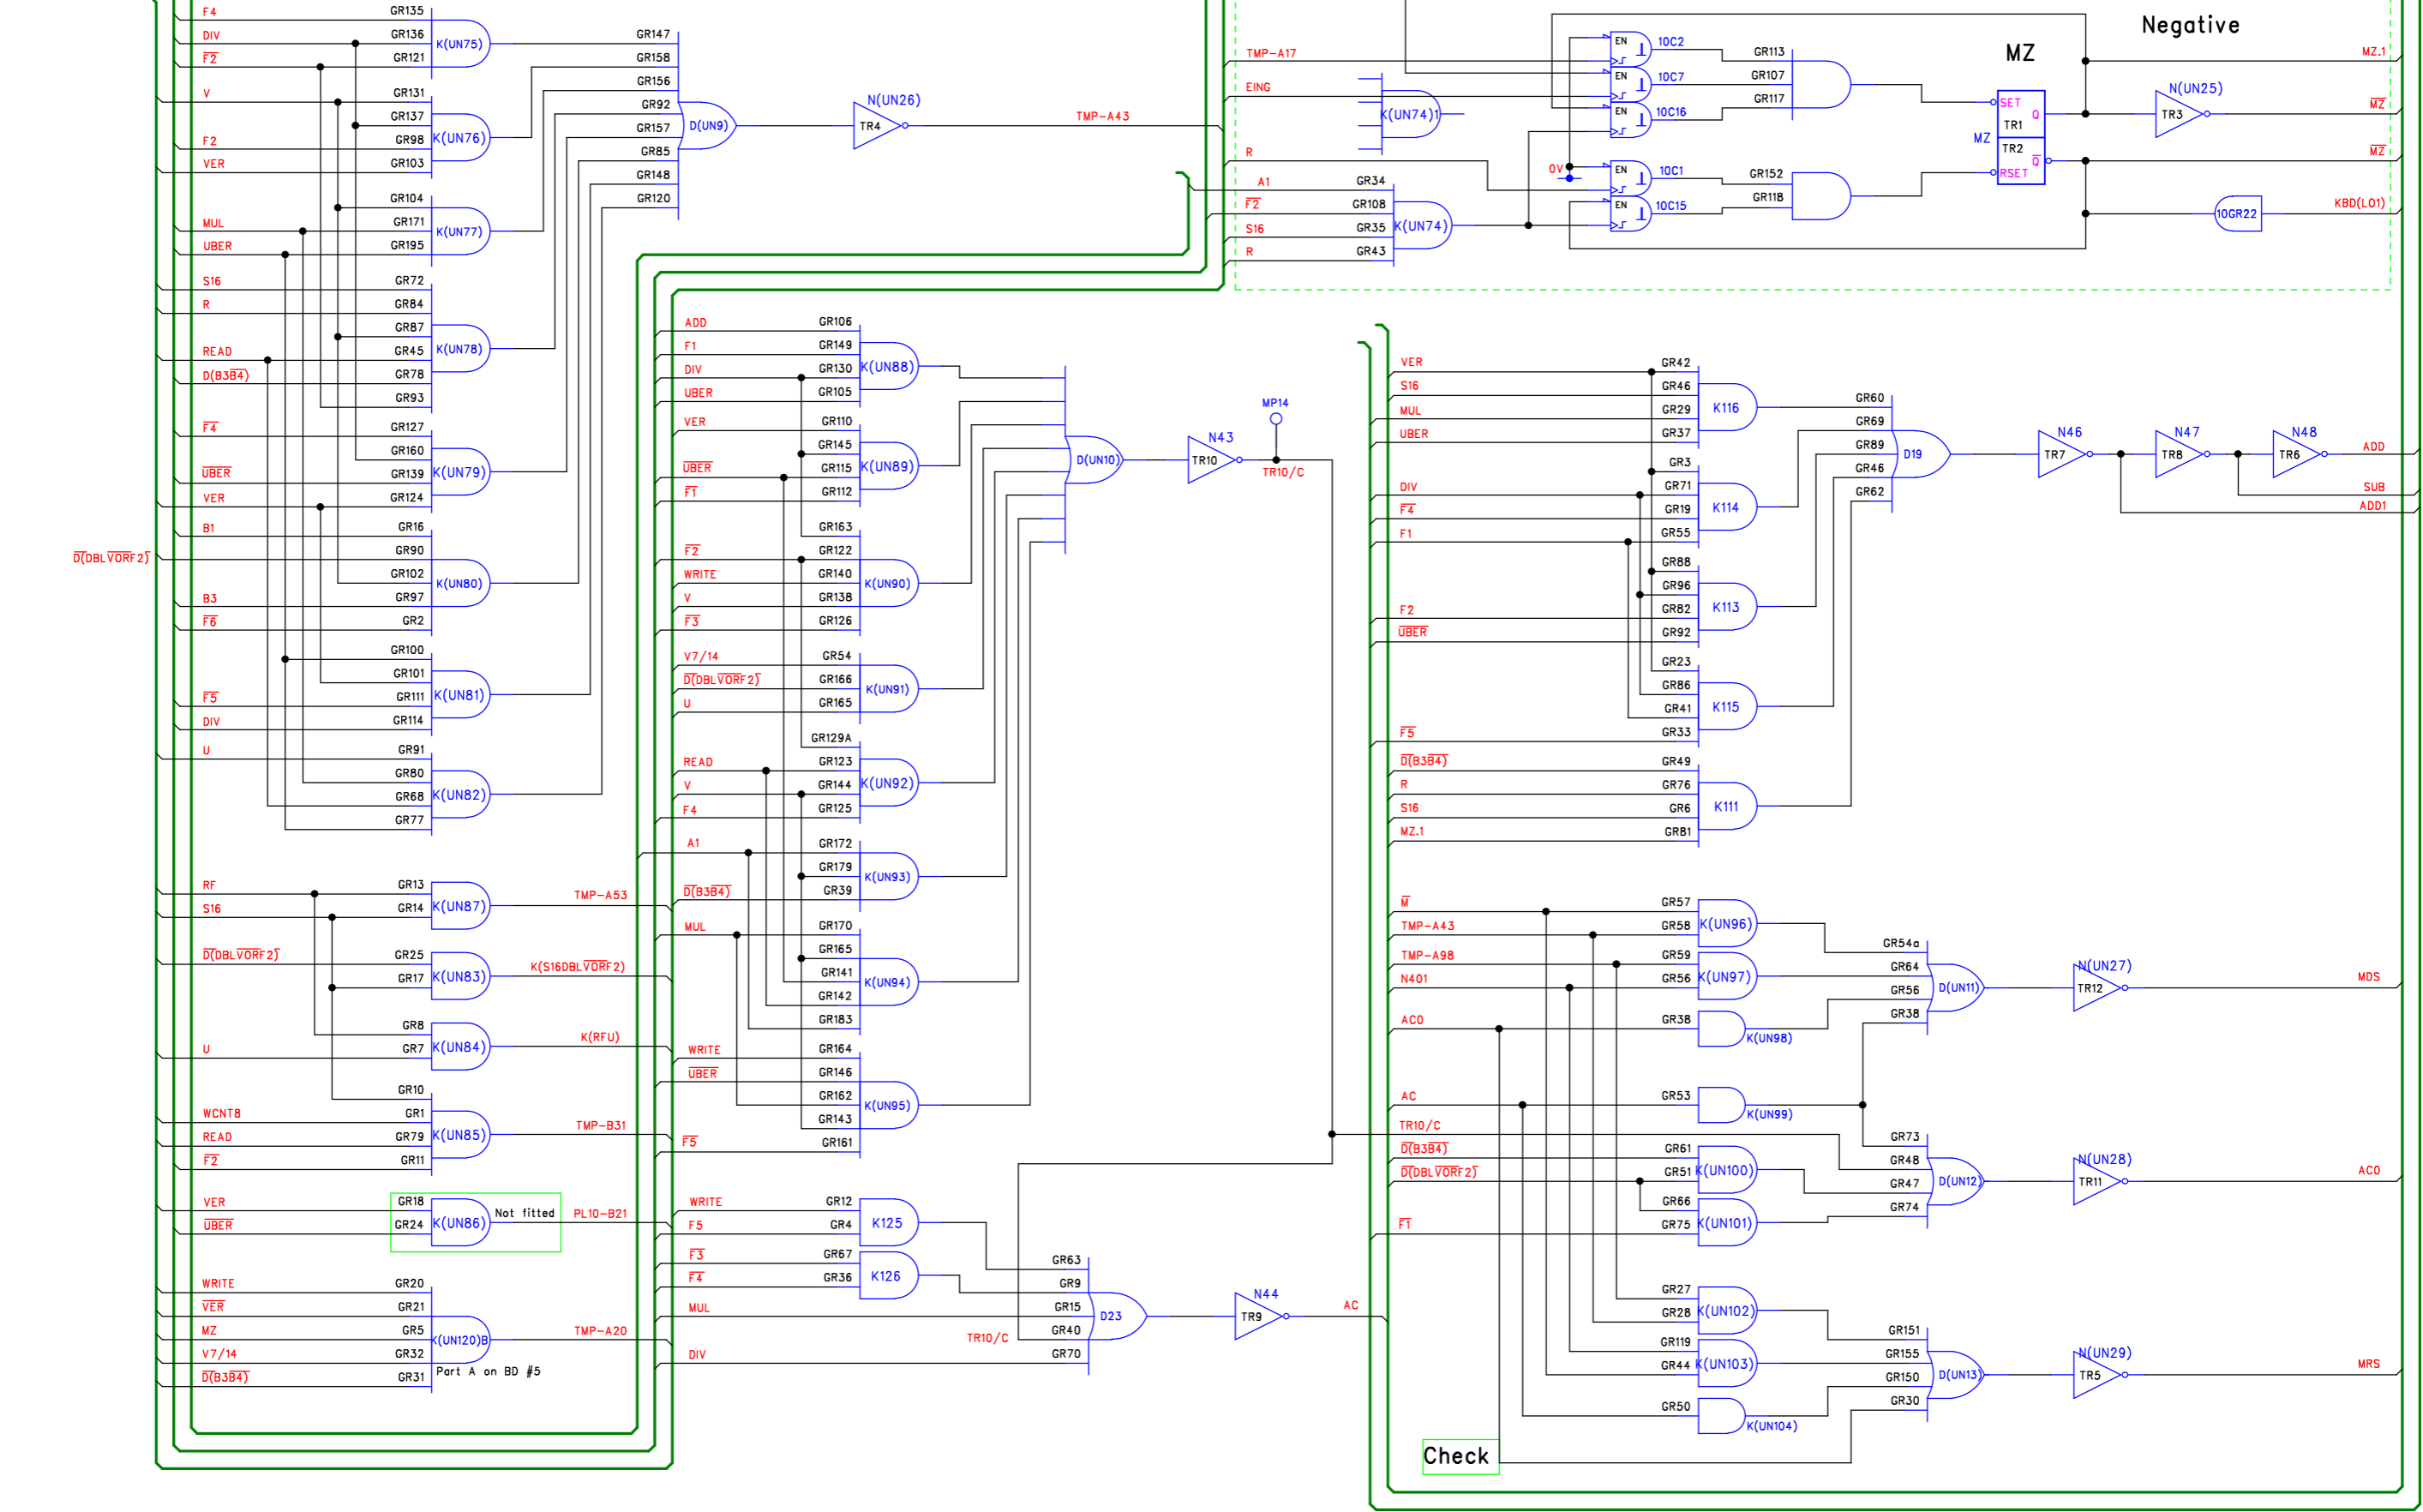 F4 GR135
DIV GR136 K(UN75)
F2 GR121
V GR131
GR137 K(UN76)
F2 GR98
VER GR103
GR104
MUL GR171 K(UN77)
UBER GR195
S16 GR72
R GR84
GR87
READ GR45 K(UN78)
D(B3B4) GR78
GR93
F4 GR127
GR160
UBER GR139 K(UN79)
VER GR124
B1 GR16
D(DBLVORF2) GR90
GR102 K(UN80)
B3 GR97
F6 GR2
GR100
GR101 K(UN81)
F5 GR111
DIV GR114
U GR91
GR80 K(UN82)
GR68
GR77
RF GR13
S16 GR14 K(UN87) TMP-A53
D(DBLVORF2) GR25
GR17 K(UN83) K(S16DBLVORF2)
GR8
U GR7 K(UN84) K(RFU)
GR10
WCNT8 GR1
READ GR79 K(UN85) TMP-B31
F2 GR11
VER GR18
UBER GR24 K(UN86) Not fitted PL10-B21
WRITE GR20
VER GR21
MZ GR5 K(UN120)B TMP-A20
V7/14 GR32
D(B3B4) GR31
Part A on BD #5
GR147
GR158
GR156
GR92
GR157
GR85
GR148
GR120
D(UN9)
N(UN26)
TR4
TMP-A43
ADD GR106
F1 GR149
DIV GR130 K(UN88)
UBER GR105
VER GR110
GR145
UBER GR115 K(UN89)
F1 GR112
GR163
F2 GR122
WRITE GR140 K(UN90)
V GR138
F3 GR126
V7/14 GR54
D(DBLVORF2) GR166 K(UN91)
U GR165
GR129A
READ GR123
V GR144 K(UN92)
F4 GR125
A1 GR172
GR179 K(UN93)
D(B3B4) GR39
MUL GR170
GR165
GR141 K(UN94)
GR142
GR183
WRITE GR164
UBER GR146
GR162 K(UN95)
GR143
F5 GR161
D(UN10)
N43
TR10
MP14
TR10/C
WRITE GR12
F5 GR4 K125
F3 GR67
F4 GR36 K126
MUL
TR10/C
DIV
GR63
GR9
GR15
GR40
GR70
D23
N44
TR9
AC
Negative
MZ
TMP-A17
EING
K(UN74)1
R
A1 GR34
F2 GR108
S16 GR35
R GR43
K(UN74)
0V
EN 10C2
EN 10C7
EN 10C16
EN 10C1
EN 10C15
GR113
GR107
GR117
GR152
GR118
SET
TR1 Q
MZ
TR2
Q
RSET
N(UN25)
TR3
10GR22
MZ.1
MZ
MZ
KBD(L01)
VER GR42
S16 GR46
MUL GR29 K116
UBER GR37
GR3
DIV GR71
F4 GR19 K114
F1 GR55
GR88
GR96
F2 GR82 K113
UBER GR92
GR23
GR86
GR41 K115
F5 GR33
D(B3B4) GR49
R GR76
S16 GR6 K111
MZ.1 GR81
GR60
GR69
GR89
GR46
GR62
D19
N46
TR7
N47
TR8
N48
TR6
ADD
SUB
ADD1
M GR57
TMP-A43 GR58 K(UN96)
TMP-A98 GR59
N401 GR56 K(UN97)
AC0 GR38
K(UN98)
GR54a
GR64
GR56
GR38
D(UN11)
N(UN27)
TR12
MDS
AC GR53
K(UN99)
TR10/C
D(B3B4) GR61
D(DBLVORF2) GR51 K(UN100)
GR66
F1 GR75 K(UN101)
GR73
GR48
GR47
GR74
D(UN12)
N(UN28)
TR11
AC0
GR27
GR28 K(UN102)
GR119
GR44 K(UN103)
GR50
K(UN104)
GR151
GR155
GR150
GR30
D(UN13)
N(UN29)
TR5
MRS
Check